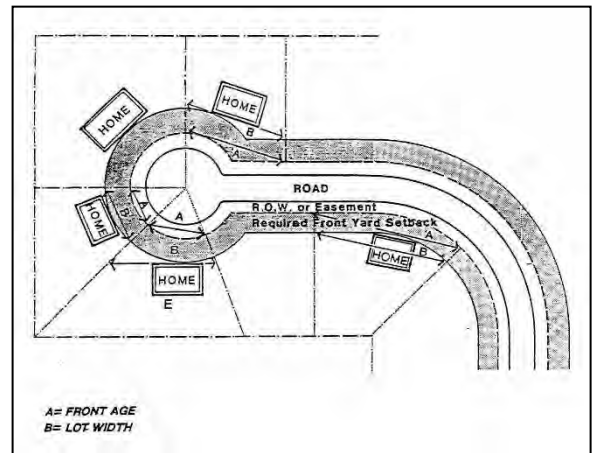 HOME
HOME
B
A
ROAD
R.O.W. or Easement
Required Front Yard Setback
HOME
A
B
A
B
HOME
E
A
B
HOME
A= FRONT AGE
B= LOT WIDTH